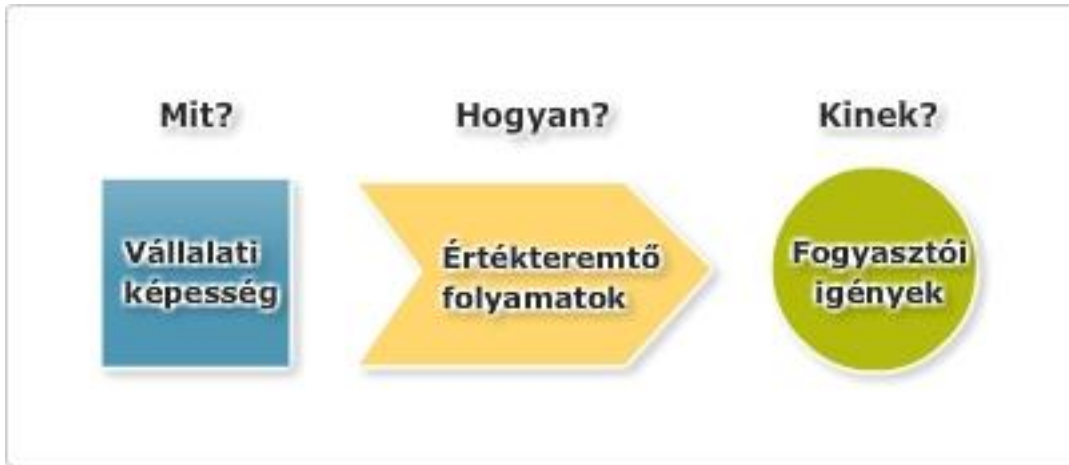 Mit?
Hogyan?
Kinek?
Vállalati
képesség
Értékteremtő
folyamatok
Fogyasztói
igények